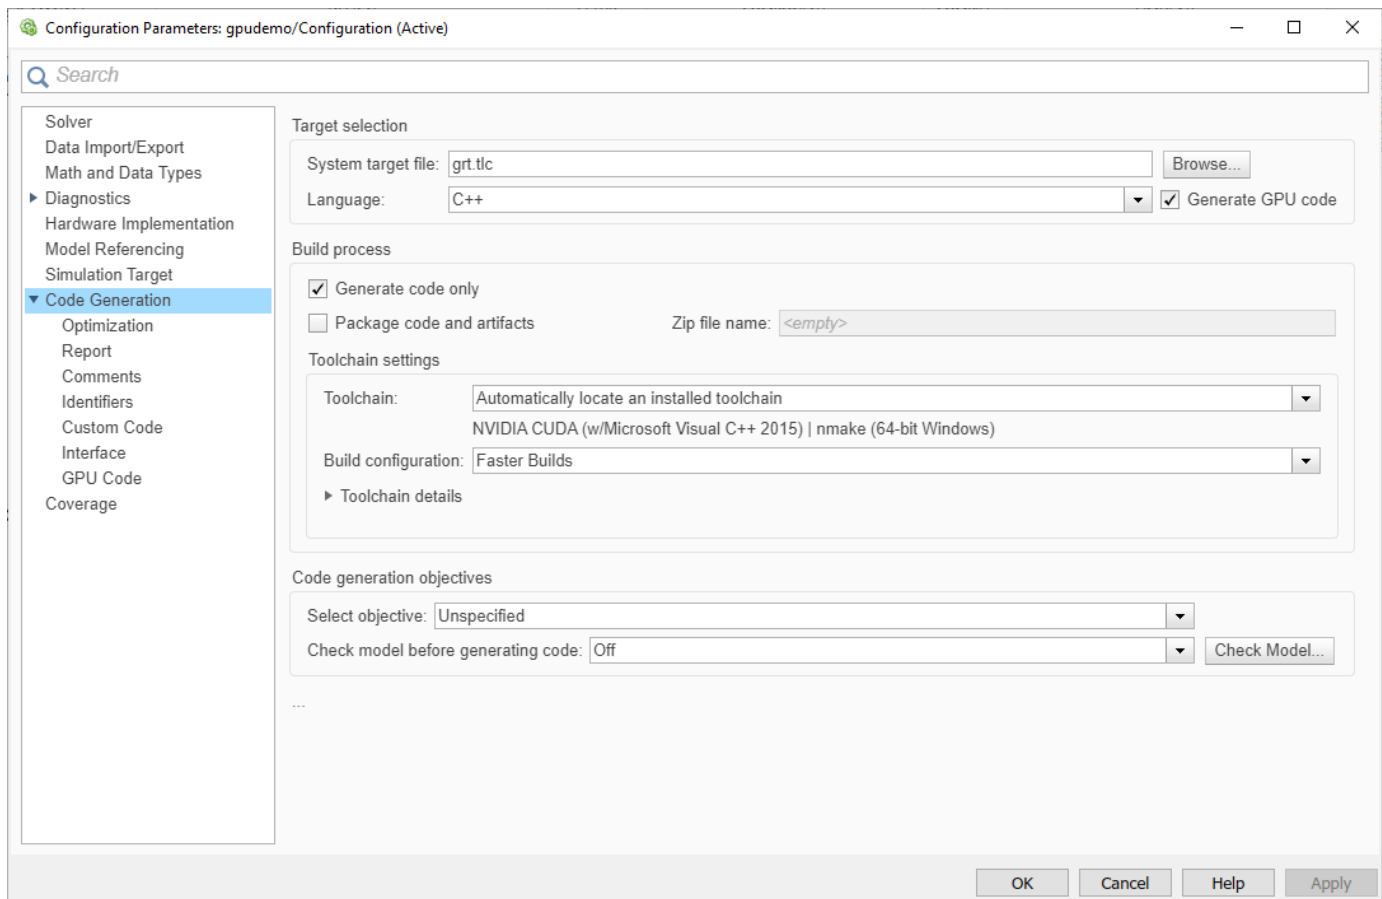 Configuration Parameters: gpudemo/Configuration (Active)
Search
Solver
Data Import/Export
Math and Data Types
Diagnostics
Hardware Implementation
Model Referencing
Simulation Target
Code Generation
Optimization
Report
Comments
Identifiers
Custom Code
Interface
GPU Code
Coverage
Target selection
System target file: grt.tlc Browse...
Language: C++ Generate GPU code
Build process
Generate code only
Package code and artifacts Zip file name: <empty>
Toolchain settings
Toolchain: Automatically locate an installed toolchain
NVIDIA CUDA (w/Microsoft Visual C++ 2015) | nmake (64-bit Windows)
Build configuration: Faster Builds
Toolchain details
Code generation objectives
Select objective: Unspecified
Check model before generating code: Off Check Model...
...
OK Cancel Help Apply